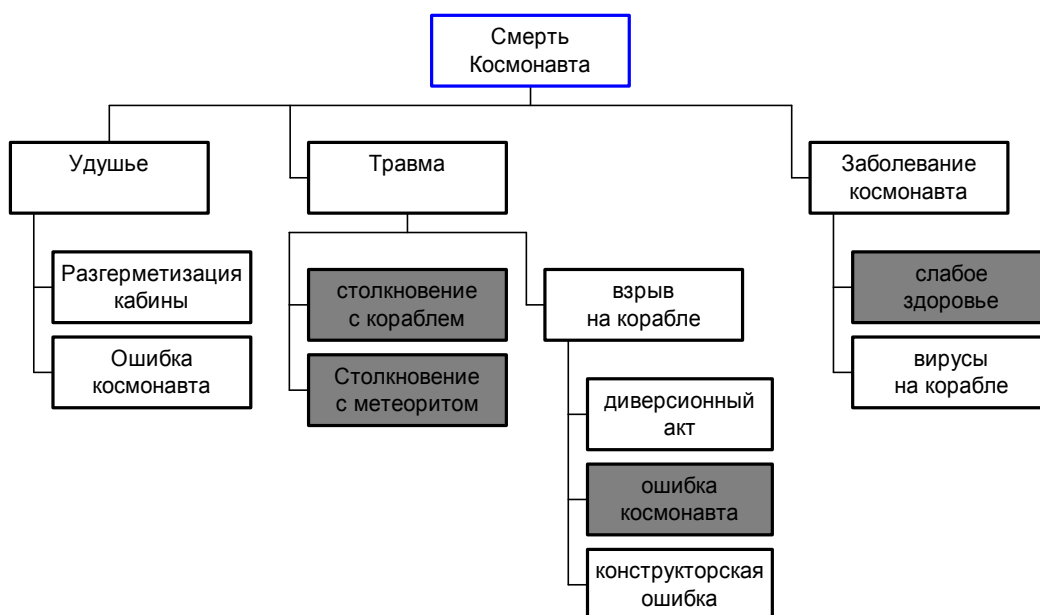 Смерть
Космонавта
Удушье
Травма
Заболевание
космонавта
Разгерметизация
кабины
Ошибка
космонавта
столкновение
с кораблем
Столкновение
с метеоритом
взрыв
на корабле
диверсионный
акт
ошибка
космонавта
конструкторская
ошибка
слабое
здоровье
вирусы
на корабле